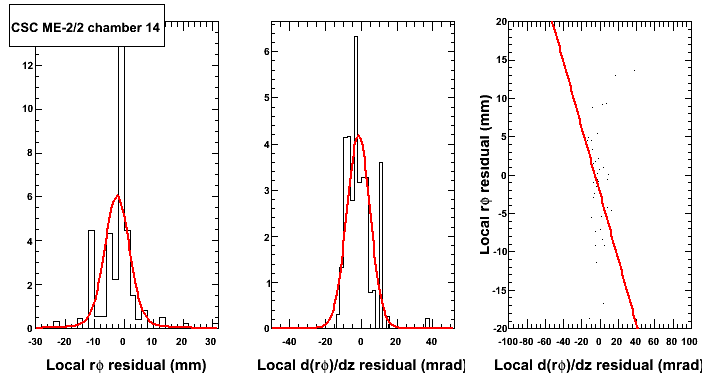 CSC ME-2/2 chamber 14
12
10
8
6
4
2
0
-30 -20 -10 0 10 20 30
Local rϕ residual (mm)
6
5
4
3
2
1
0
-40 -20 0 20 40
Local d(rϕ)/dz residual (mrad)
Local rϕ residual (mm)
20
15
10
5
0
-5
-10
-15
-20
-100 -80 -60 -40 -20 0 20 40 60 80 100
Local d(rϕ)/dz residual (mrad)